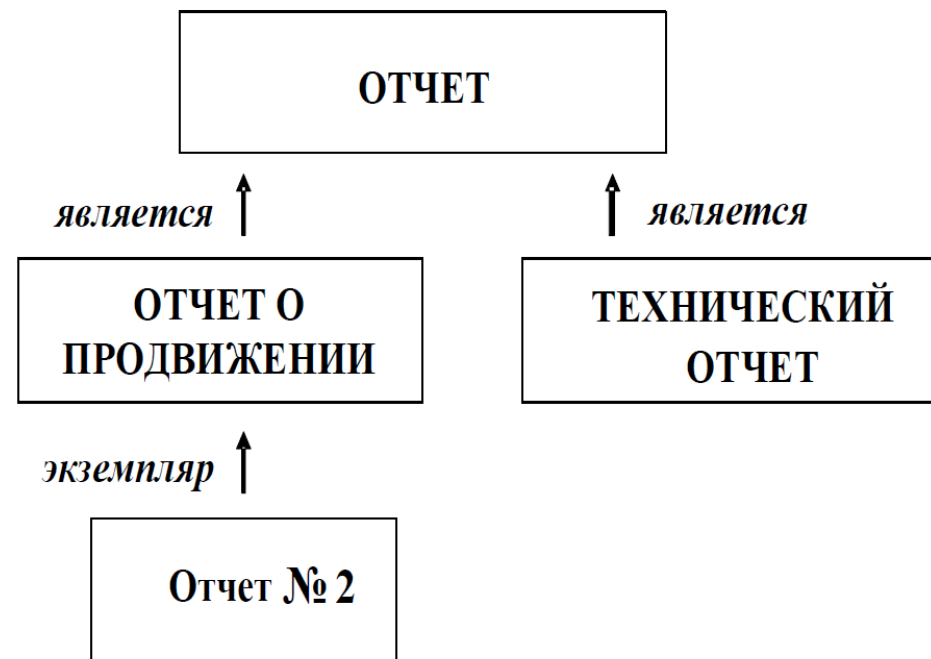 ОТЧЕТ
является
является
ОТЧЕТ О
ПРОДВИЖЕНИИ
ТЕХНИЧЕСКИЙ
ОТЧЕТ
экземпляр
Отчет № 2